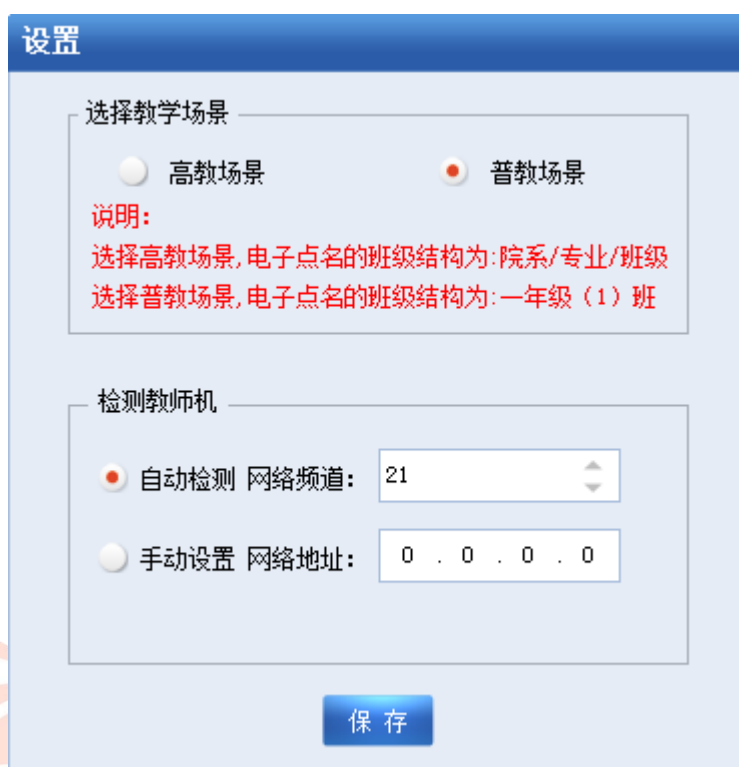 设置
选择教学场景
高教场景 普教场景
说明:
选择高教场景,电子点名的班级结构为:院系/专业/班级
选择普教场景,电子点名的班级结构为:一年级（1）班
检测教师机
自动检测 网络频道: 21
手动设置 网络地址: 0 . 0 . 0 . 0
保 存